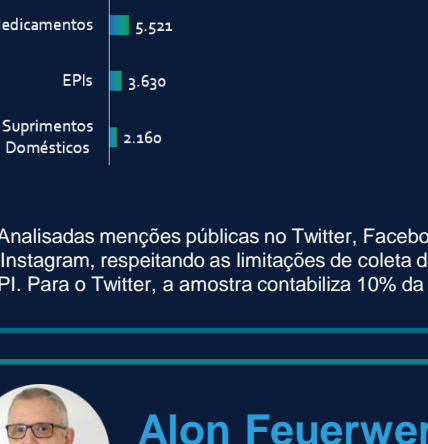 Medicamentos 5.521
EPIs 3.630
Suprimentos
Domésticos 2.160
Analisadas menções públicas no Twitter, Facebo
Instagram, respeitando as limitações de coleta d
PI. Para o Twitter, a amostra contabiliza 10% da
Alon Feuerwer